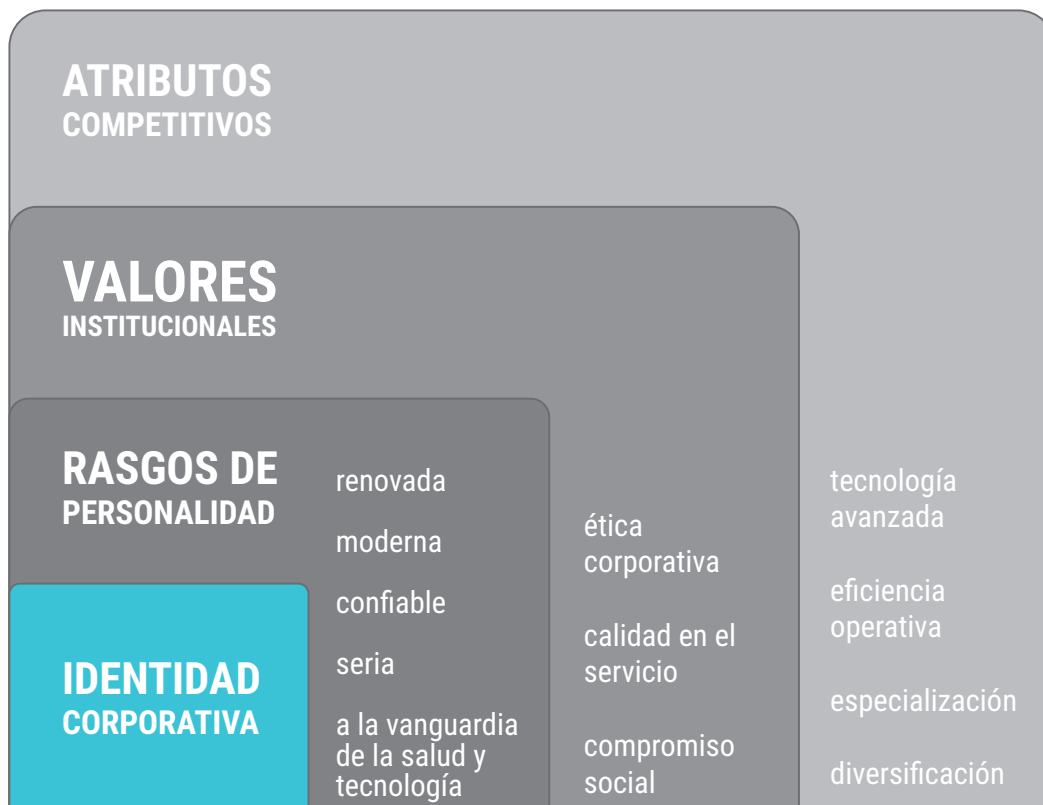 ATRIBUTOS
COMPETITIVOS
VALORES
INSTITUCIONALES
RASGOS DE
PERSONALIDAD
IDENTIDAD
CORPORATIVA
renovada
moderna
confiable
seria
a la vanguardia
de la salud y
tecnología
ética
corporativa
calidad en el
servicio
compromiso
social
tecnología
avanzada
eficiencia
operativa
especialización
diversificación